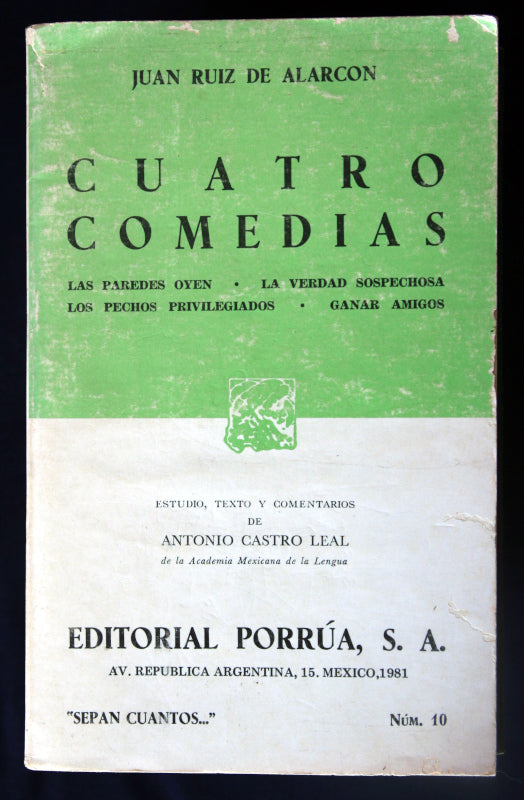 JUAN RUIZ DE ALARCON
CUATRO
COMEDIAS
LAS PAREDES OYEN • LA VERDAD SOSPECHOSA
LOS PECHOS PRIVILEGIADOS • GANAR AMIGOS
ESTUDIO, TEXTO Y COMENTARIOS
DE
ANTONIO CASTRO LEAL
de la Academia Mexicana de la Lengua
EDITORIAL PORRÚA, S. A.
AV. REPUBLICA ARGENTINA, 15. MEXICO,1981
"SEPAN CUANTOS..." NÚM. 10